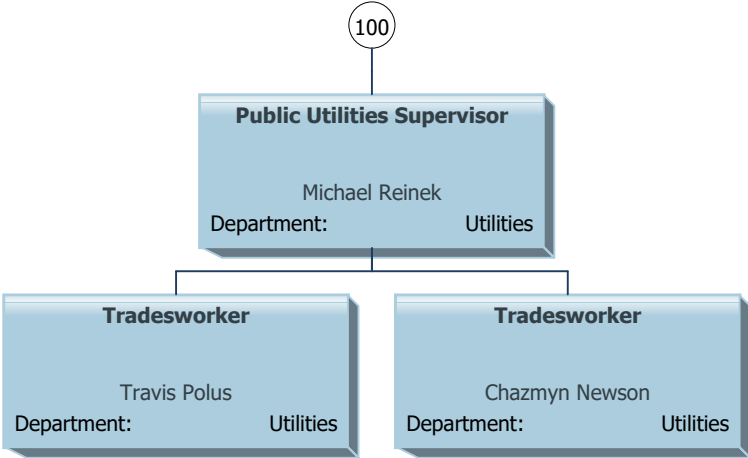 100
Public Utilities Supervisor
Michael Reinek
Department: Utilities
Tradesworker
Travis Polus
Department: Utilities
Tradesworker
Chazmyn Newson
Department: Utilities